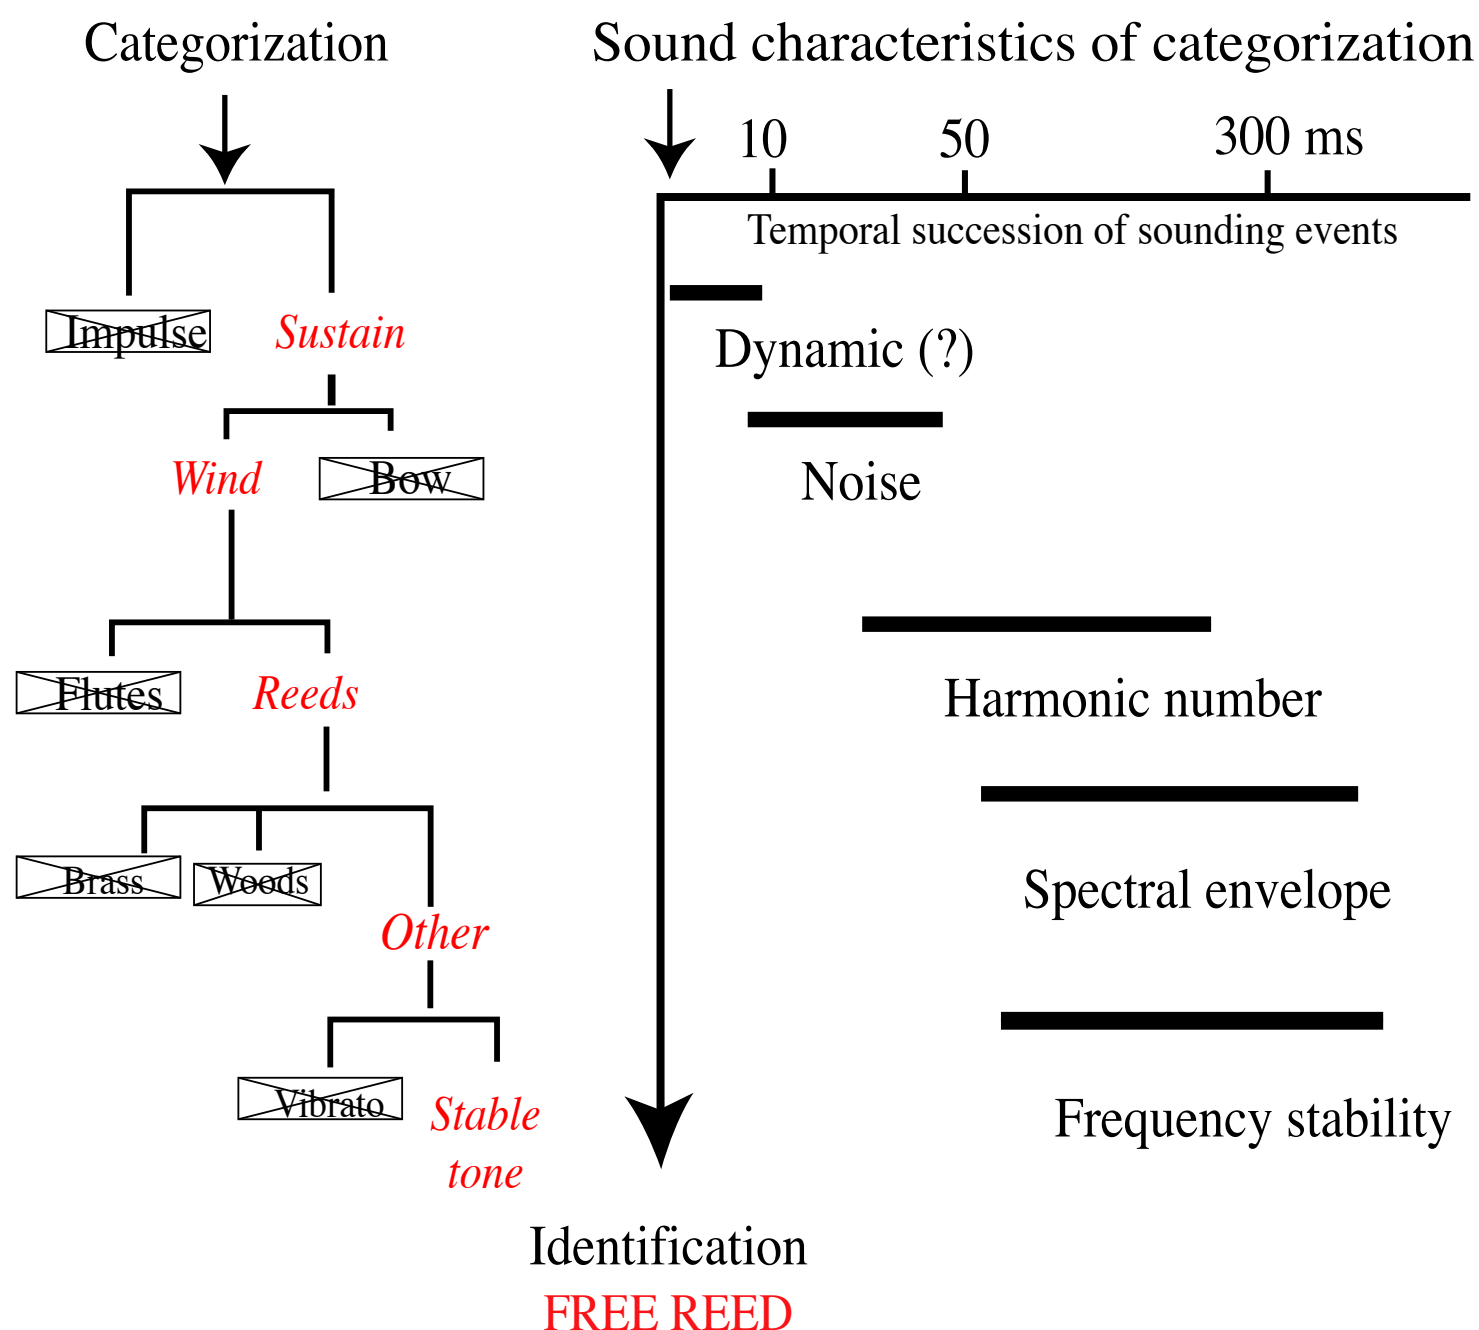 Categorization
Sound characteristics of categorization
10
50
300 ms
Temporal succession of sounding events
Impulse
Sustain
Dynamic (?)
Wind
Bow
Noise
Flutes
Reeds
Harmonic number
Brass
Woods
Spectral envelope
Other
Vibrato
Stable
tone
Frequency stability
Identification
FREE REED